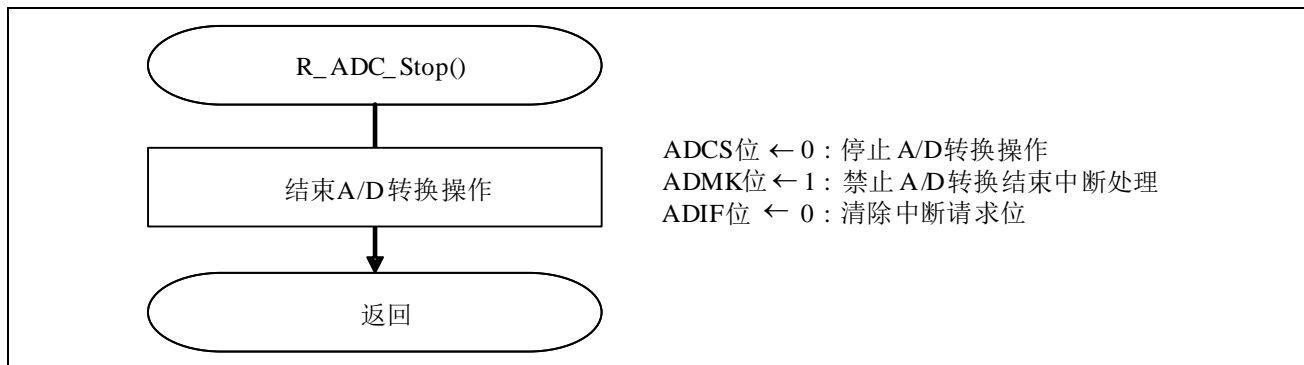 R_ADC_Stop()
结束A/D转换操作
ADCS位 ← 0：停止 A/D转换操作
ADMK位 ← 1：禁止 A/D转换结束中断处理
ADIF位 ← 0：清除中断请求位
返回